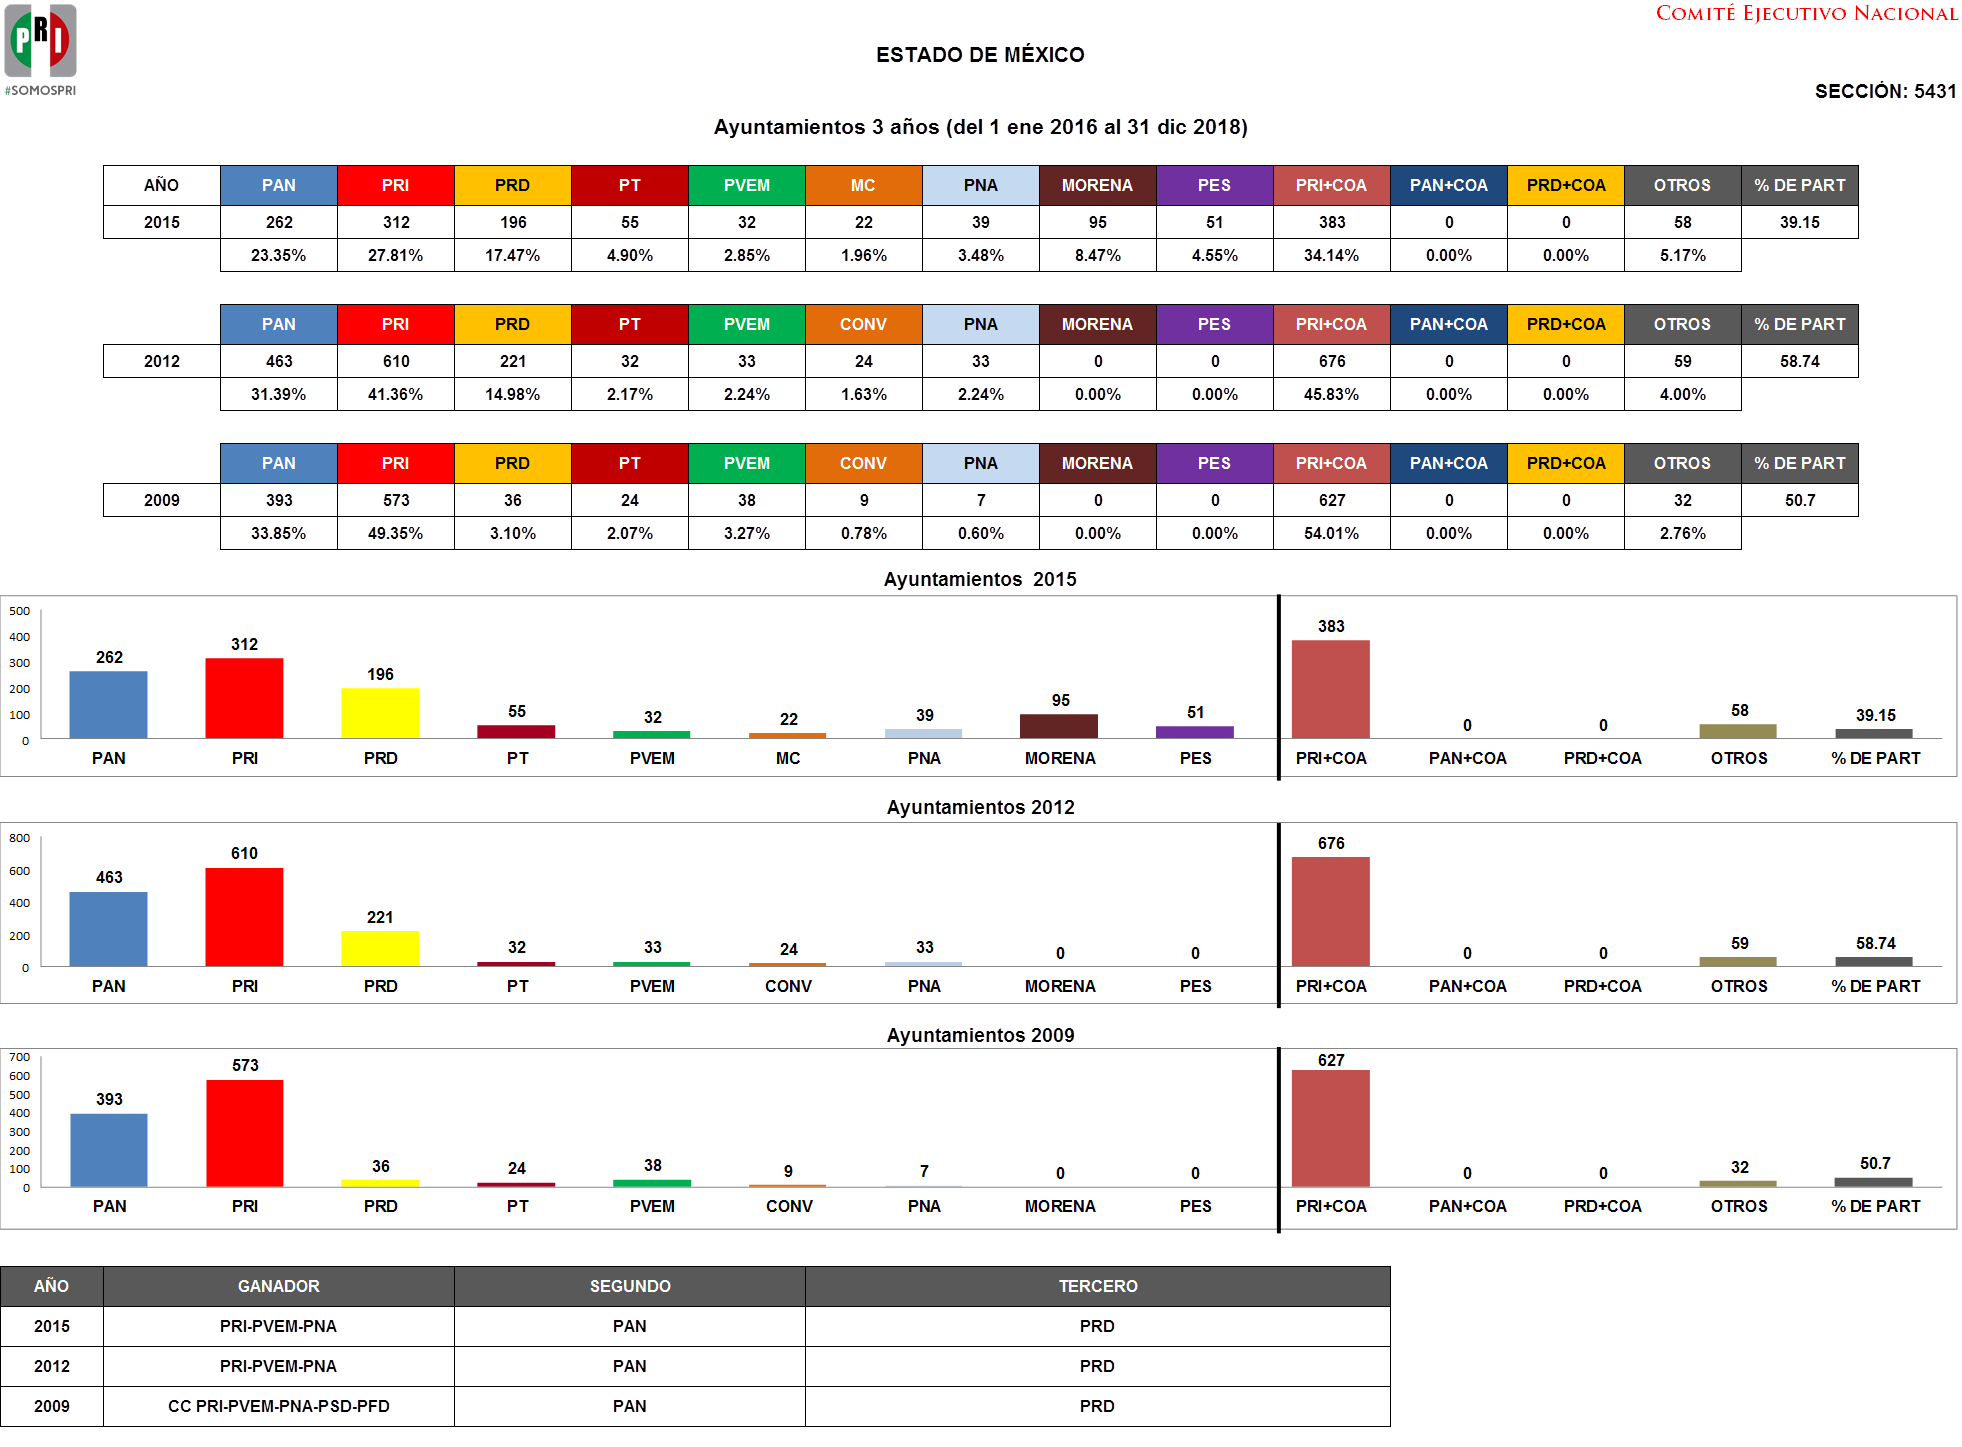 PRI
#SOMOSPRI
COMITÉ EJECUTIVO NACIONAL
ESTADO DE MÉXICO
SECCIÓN: 5431
Ayuntamientos 3 años (del 1 ene 2016 al 31 dic 2018)
AÑO PAN PRI PRD PT PVEM MC PNA MORENA PES PRI+COA PAN+COA PRD+COA OTROS % DE PART
2015 262 312 196 55 32 22 39 95 51 383 0 0 58 39.15
23.35% 27.81% 17.47% 4.90% 2.85% 1.96% 3.48% 8.47% 4.55% 34.14% 0.00% 0.00% 5.17%
PAN PRI PRD PT PVEM CONV PNA MORENA PES PRI+COA PAN+COA PRD+COA OTROS % DE PART
2012 463 610 221 32 33 24 33 0 0 676 0 0 59 58.74
31.39% 41.36% 14.98% 2.17% 2.24% 1.63% 2.24% 0.00% 0.00% 45.83% 0.00% 0.00% 4.00%
PAN PRI PRD PT PVEM CONV PNA MORENA PES PRI+COA PAN+COA PRD+COA OTROS % DE PART
2009 393 573 36 24 38 9 7 0 0 627 0 0 32 50.7
33.85% 49.35% 3.10% 2.07% 3.27% 0.78% 0.60% 0.00% 0.00% 54.01% 0.00% 0.00% 2.76%
Ayuntamientos 2015
500
400
300
200
100
0
262 312 196 55 32 22 39 95 51 383 0 0 58 39.15
PAN PRI PRD PT PVEM MC PNA MORENA PES PRI+COA PAN+COA PRD+COA OTROS % DE PART
Ayuntamientos 2012
800
600
400
200
0
463 610 221 32 33 24 33 0 0 676 0 0 59 58.74
PAN PRI PRD PT PVEM CONV PNA MORENA PES PRI+COA PAN+COA PRD+COA OTROS % DE PART
Ayuntamientos 2009
700
600
500
400
300
200
100
0
393 573 36 24 38 9 7 0 0 627 0 0 32 50.7
PAN PRI PRD PT PVEM CONV PNA MORENA PES PRI+COA PAN+COA PRD+COA OTROS % DE PART
AÑO GANADOR SEGUNDO TERCERO
2015 PRI-PVEM-PNA PAN PRD
2012 PRI-PVEM-PNA PAN PRD
2009 CC PRI-PVEM-PNA-PSD-PFD PAN PRD